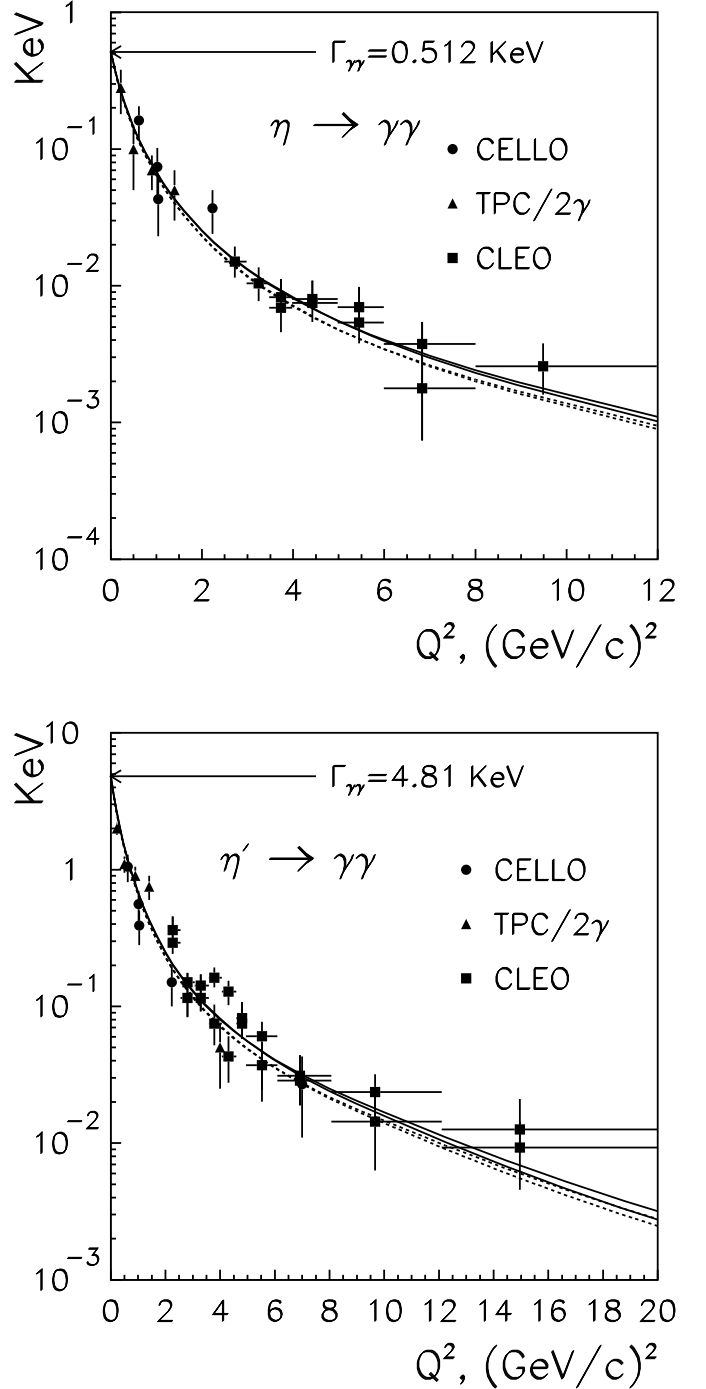 KeV
1
Γγγ=0.512 KeV
η → γγ
10⁻¹
CELLO
TPC/2γ
CLEO
10⁻²
10⁻³
10⁻⁴
0 2 4 6 8 10 12
Q², (GeV/c)²
KeV
10
Γγγ=4.81 KeV
η′ → γγ
1
CELLO
TPC/2γ
CLEO
10⁻¹
10⁻²
10⁻³
0 2 4 6 8 10 12 14 16 18 20
Q², (GeV/c)²